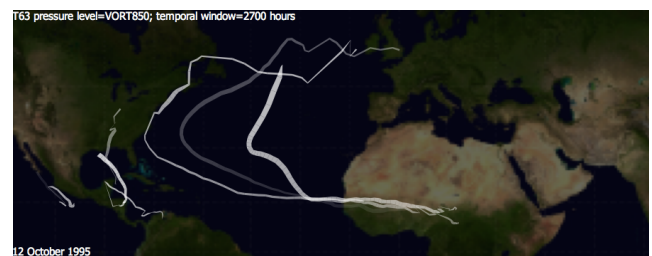 T63 pressure level=VORT850; temporal window=2700 hours
12 October 1995